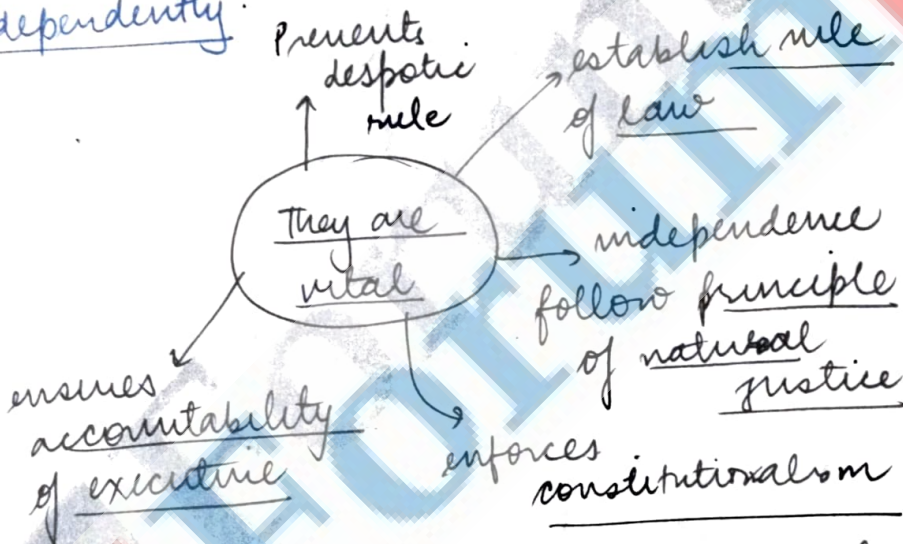 dependently.
Prevents
despotic
rule
establish rule
of law
They are
vital
independence
follow principle
of natural
justice
ensures
accountability
of executive
enforces
constitutionalism
Forum